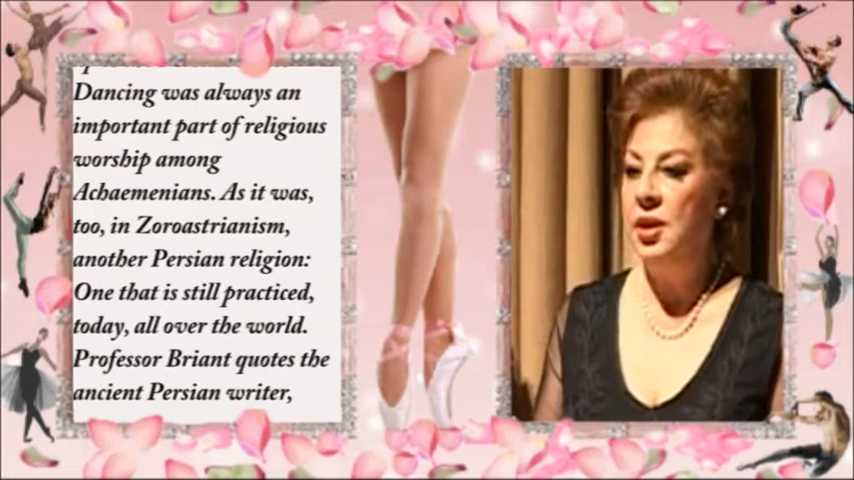 Dancing was always an
important part of religious
worship among
Achaemenians. As it was,
too, in Zoroastrianism,
another Persian religion:
One that is still practiced,
today, all over the world.
Professor Briant quotes the
ancient Persian writer,